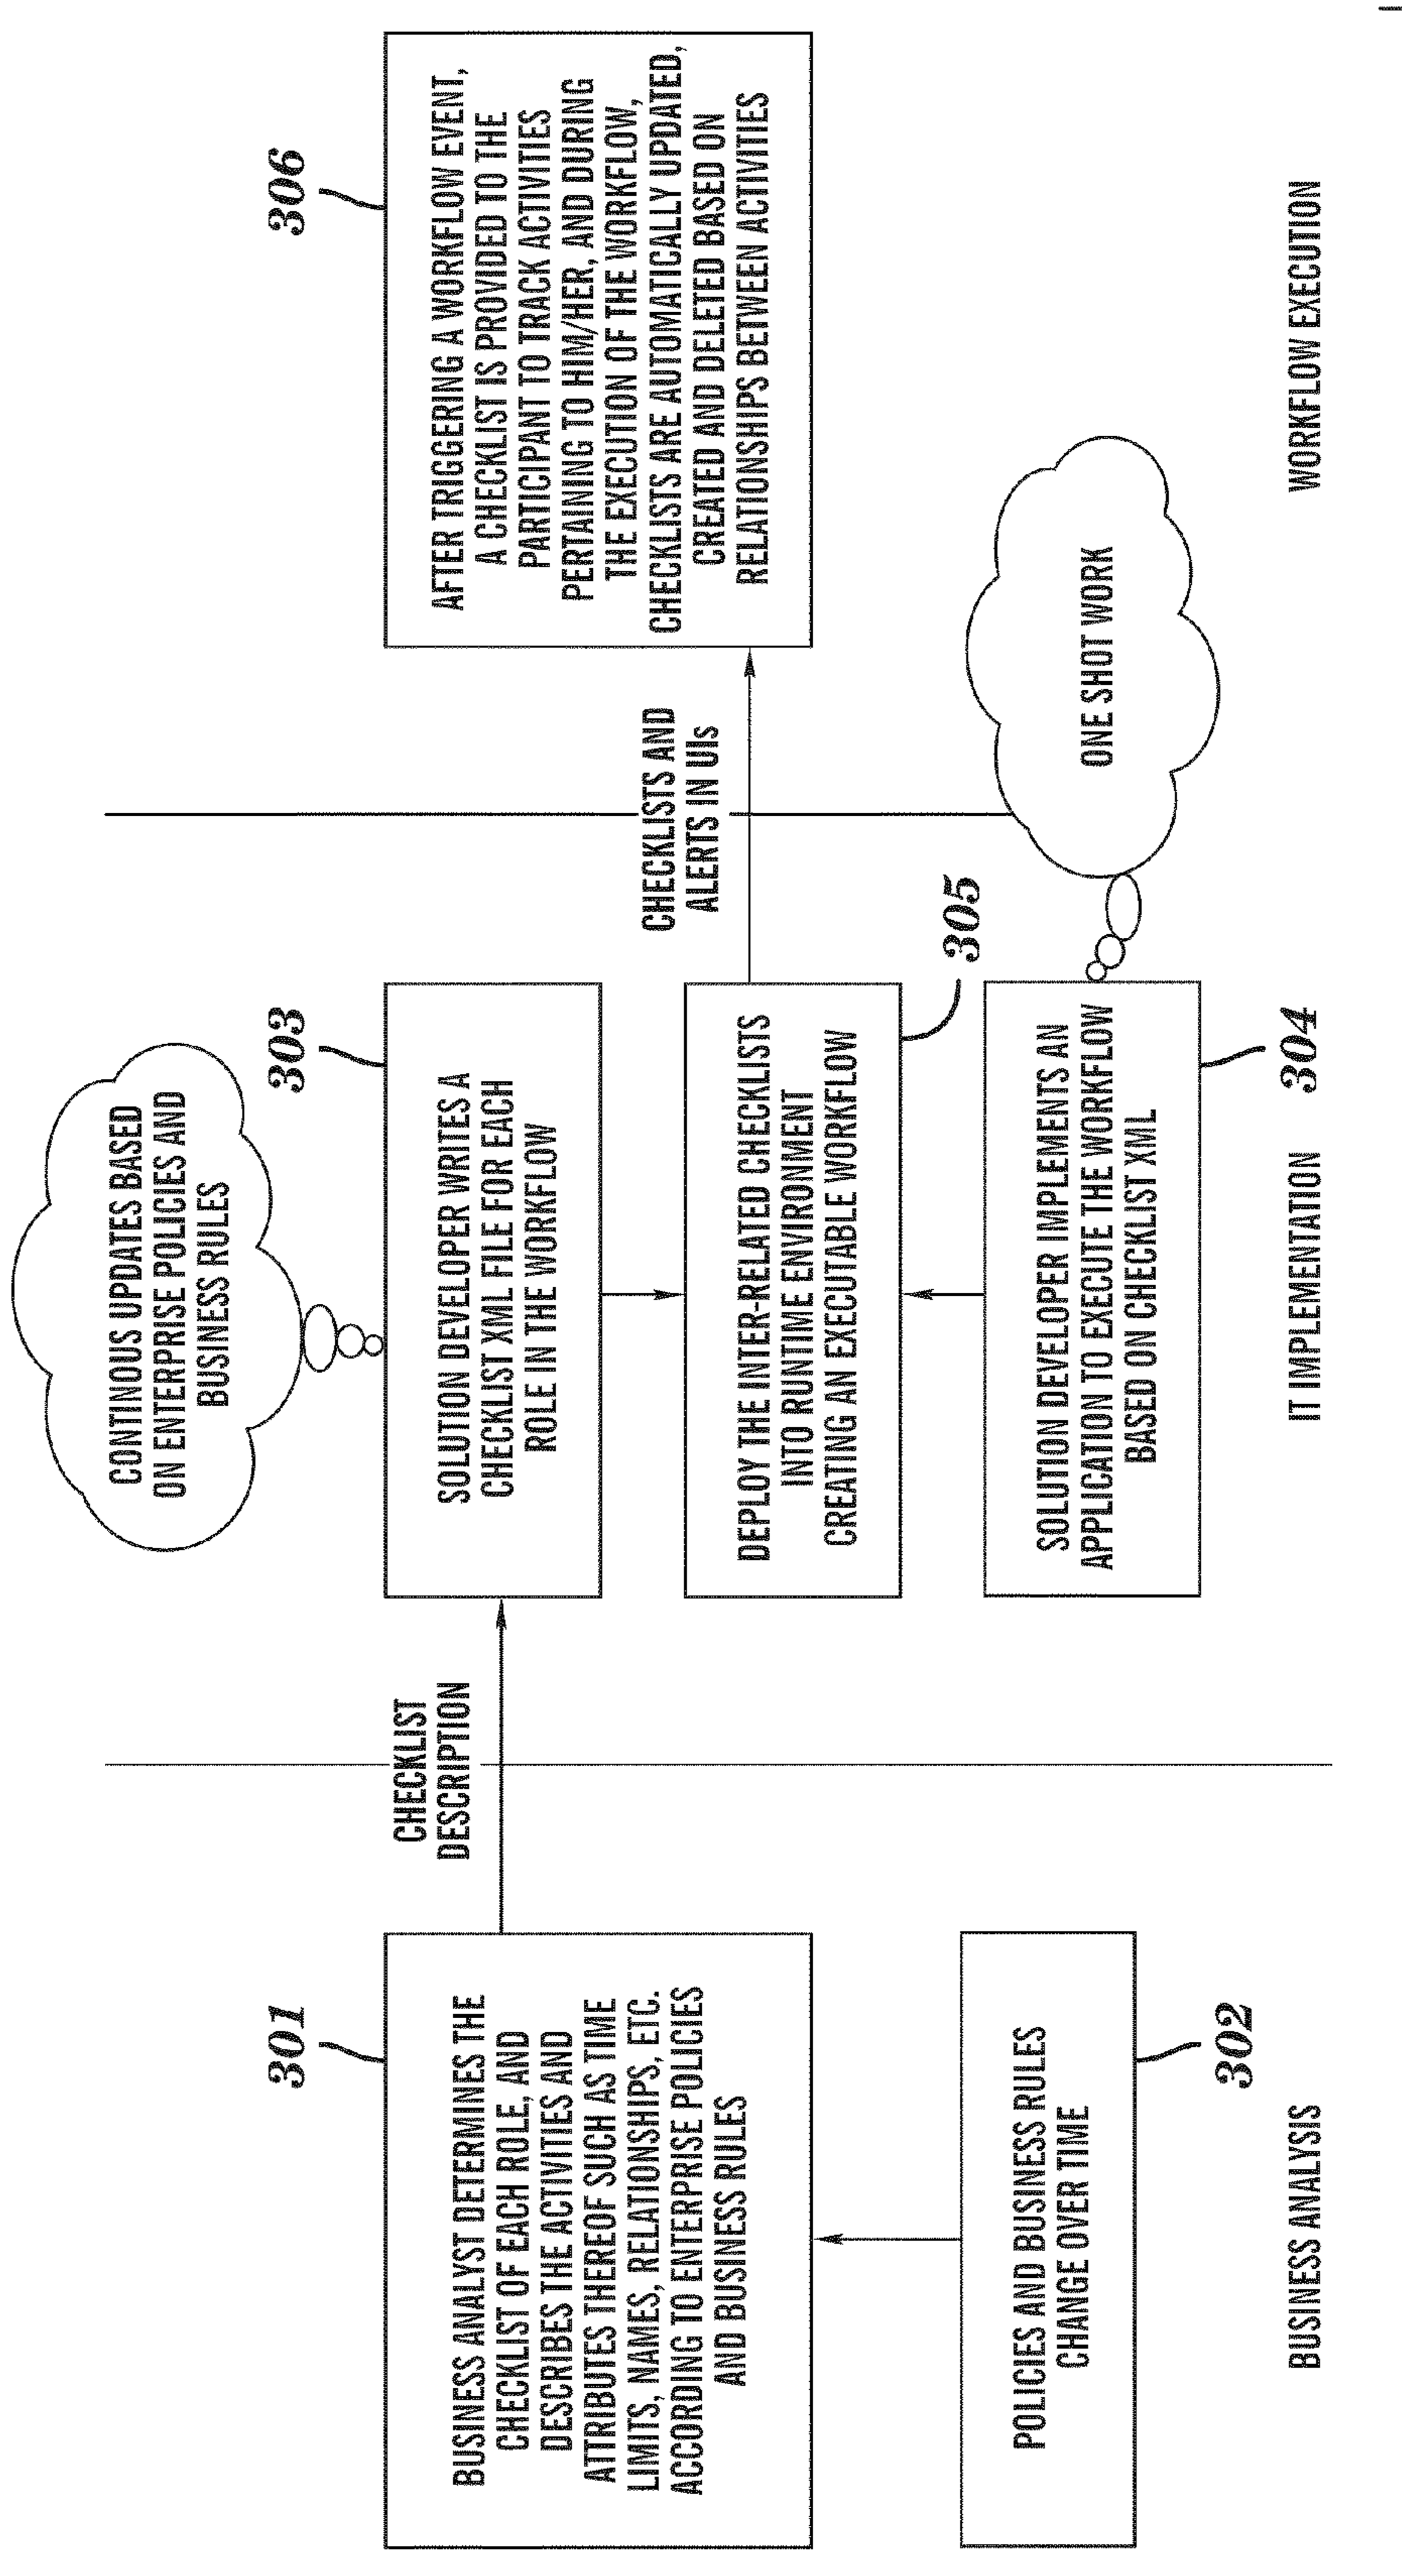 301
BUSINESS ANALYST DETERMINES THE
CHECKLIST OF EACH ROLE, AND
DESCRIBES THE ACTIVITIES AND
ATTRIBUTES THEREOF SUCH AS TIME
LIMITS, NAMES, RELATIONSHIPS, ETC.
ACCORDING TO ENTERPRISE POLICIES
AND BUSINESS RULES
POLICIES AND BUSINESS RULES
CHANGE OVER TIME
302
BUSINESS ANALYSIS
CHECKLIST
DESCRIPTION
CONTINOUS UPDATES BASED
ON ENTERPRISE POLICIES AND
BUSINESS RULES
303
SOLUTION DEVELOPER WRITES A
CHECKLIST XML FILE FOR EACH
ROLE IN THE WORKFLOW
DEPLOY THE INTER-RELATED CHECKLISTS
INTO RUNTIME ENVIRONMENT
CREATING AN EXECUTABLE WORKFLOW
305
SOLUTION DEVELOPER IMPLEMENTS AN
APPLICATION TO EXECUTE THE WORKFLOW
BASED ON CHECKLIST XML
304
IT IMPLEMENTATION
CHECKLISTS AND
ALERTS IN UIs
ONE SHOT WORK
306
AFTER TRIGGERING A WORKFLOW EVENT,
A CHECKLIST IS PROVIDED TO THE
PARTICIPANT TO TRACK ACTIVITIES
PERTAINING TO HIM/HER, AND DURING
THE EXECUTION OF THE WORKFLOW,
CHECKLISTS ARE AUTOMATICALLY UPDATED,
CREATED AND DELETED BASED ON
RELATIONSHIPS BETWEEN ACTIVITIES
WORKFLOW EXECUTION